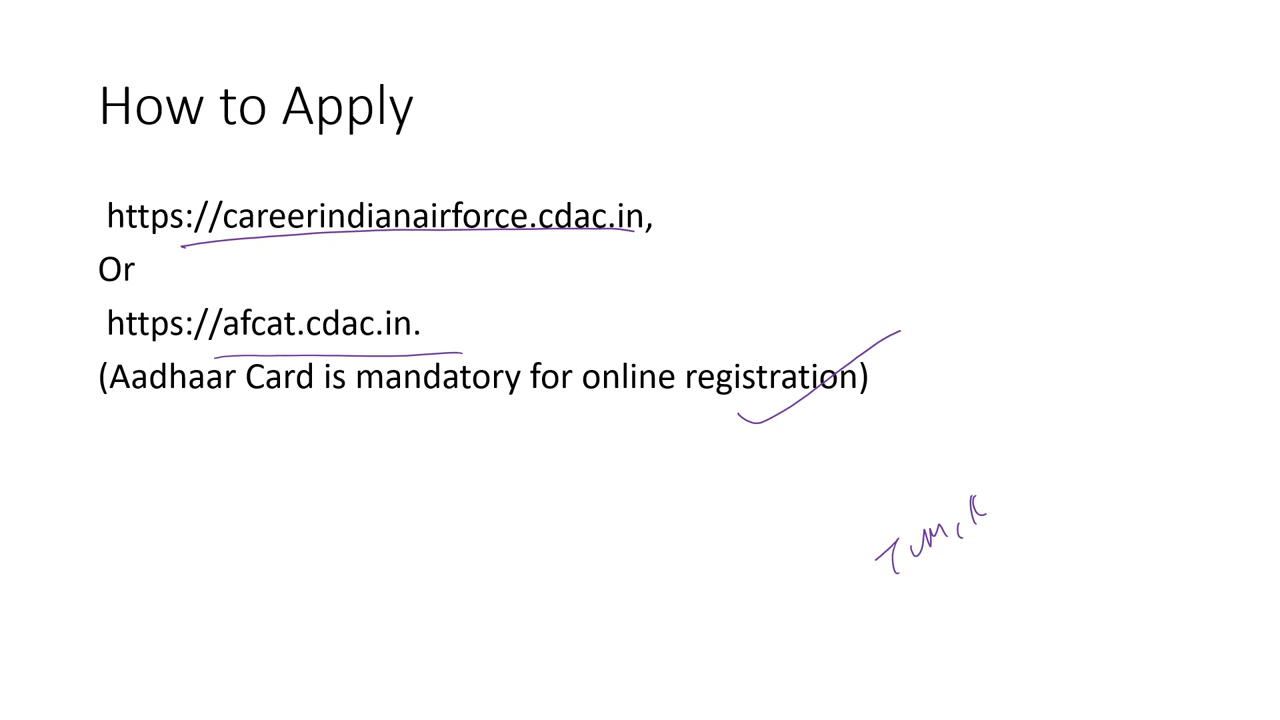 How to Apply
https://careerindianairforce.cdac.in,
Or
https://afcat.cdac.in.
(Aadhaar Card is mandatory for online registration)